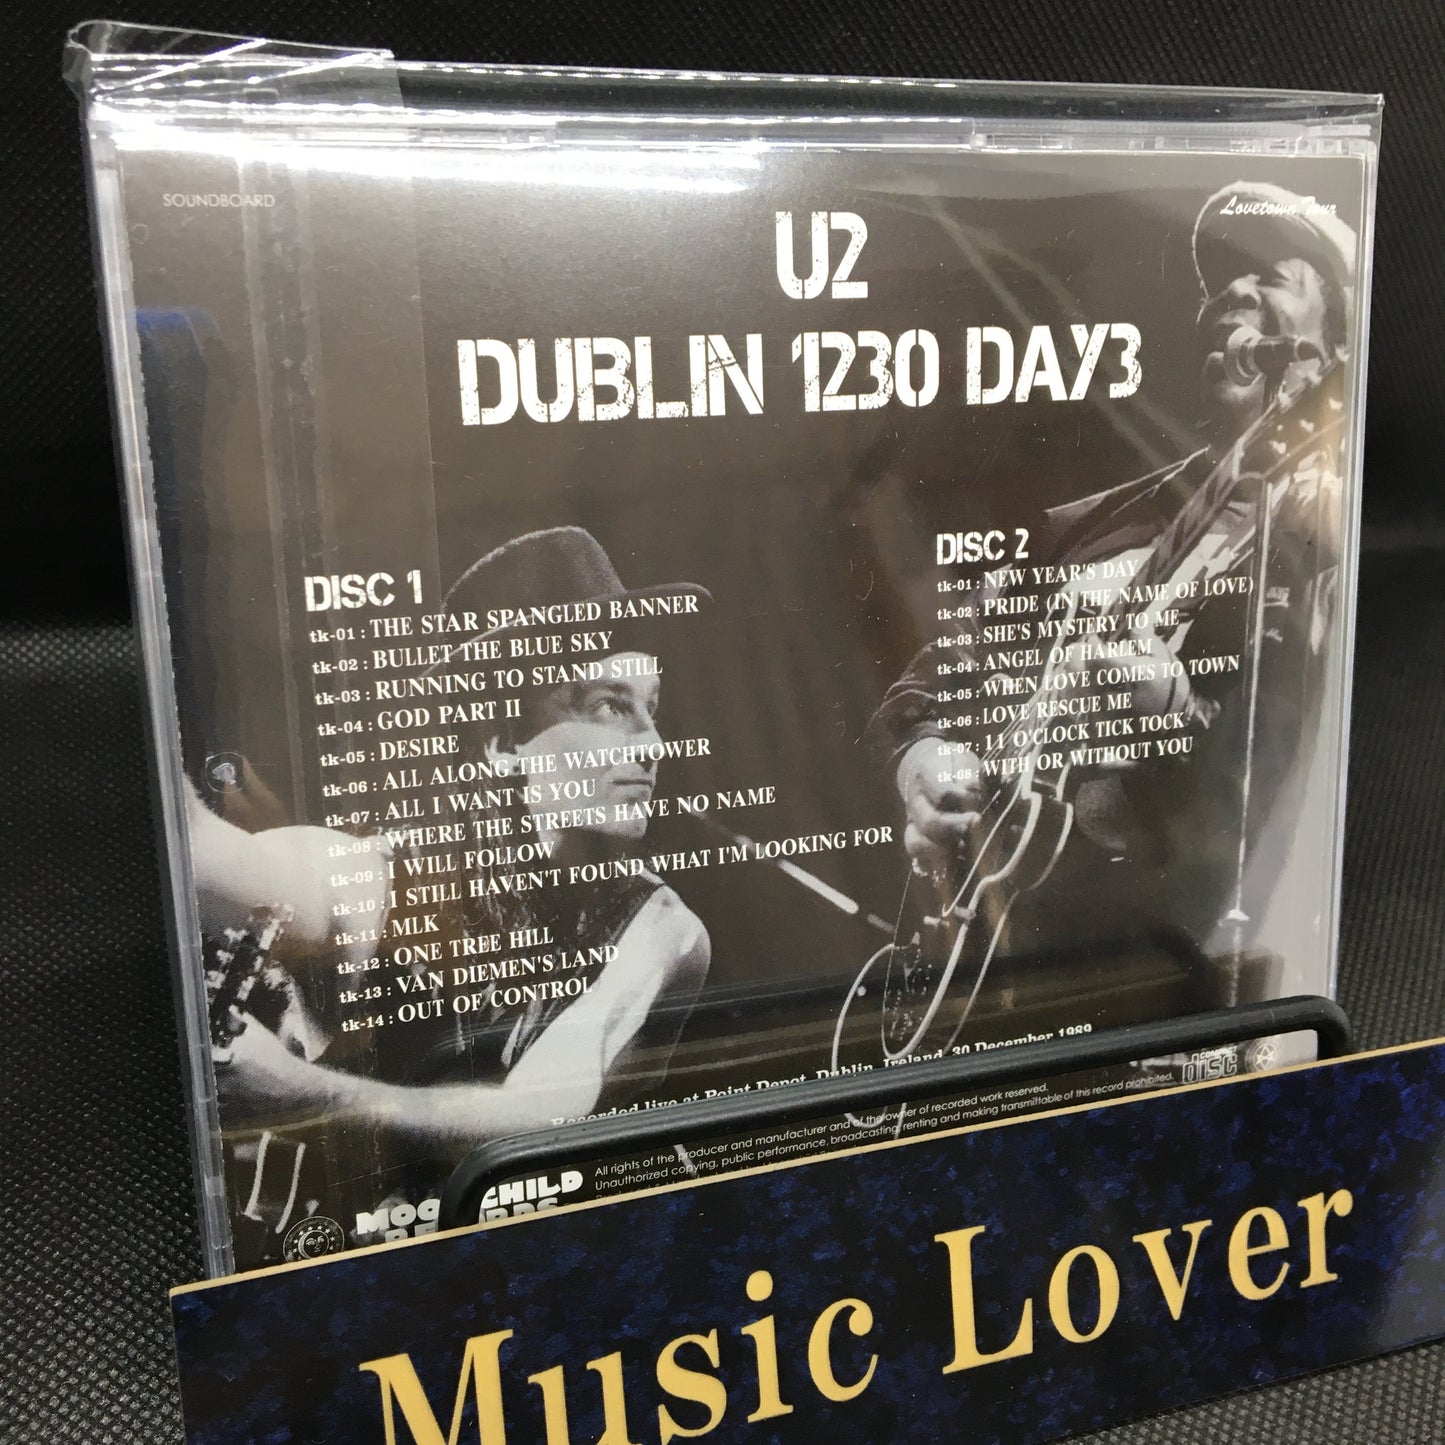 SOUNDBOARD
Lovetown Tour
U2
DUBLIN 1230 DAY3
DISC 1
tk-01 : THE STAR SPANGLED BANNER
tk-02 : BULLET THE BLUE SKY
tk-03 : RUNNING TO STAND STILL
tk-04 : GOD PART II
tk-05 : DESIRE
tk-06 : ALL ALONG THE WATCHTOWER
tk-07 : ALL I WANT IS YOU
tk-08 : WHERE THE STREETS HAVE NO NAME
tk-09 : I WILL FOLLOW
tk-10 : I STILL HAVEN'T FOUND WHAT I'M LOOKING FOR
tk-11 : MLK
tk-12 : ONE TREE HILL
tk-13 : VAN DIEMEN'S LAND
tk-14 : OUT OF CONTROL
DISC 2
tk-01 : NEW YEAR'S DAY
tk-02 : PRIDE (IN THE NAME OF LOVE)
tk-03 : SHE'S MYSTERY TO ME
tk-04 : ANGEL OF HARLEM
tk-05 : WHEN LOVE COMES TO TOWN
tk-06 : LOVE RESCUE ME
tk-07 : 11 O'CLOCK TICK TOCK
tk-08 : WITH OR WITHOUT YOU
Recorded live at Point Depot, Dublin, Ireland, 30 December 1989
COMPACT
disc
All rights of the producer and manufacturer and of the owner of recorded work reserved.
Unauthorized copying, public performance, broadcasting, renting and making transmittable of this record prohibited.
CHILD
Music Lover